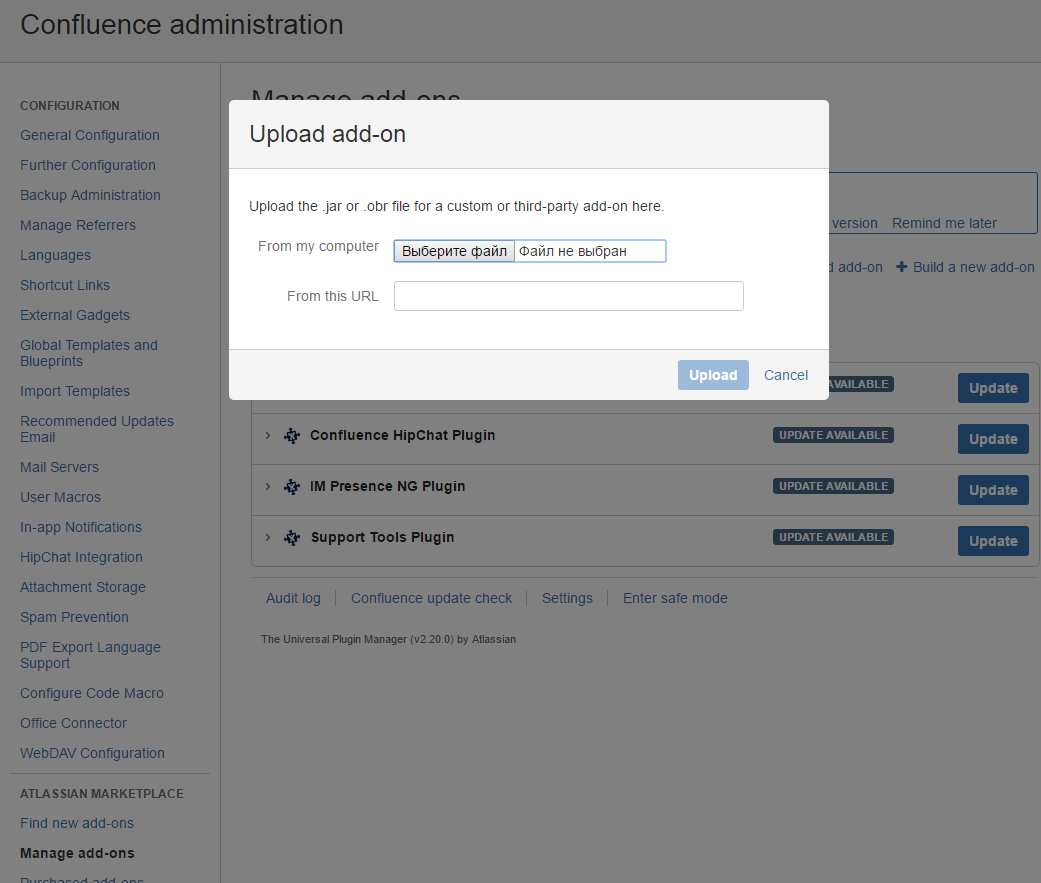 Confluence administration
CONFIGURATION
General Configuration
Further Configuration
Backup Administration
Manage Referrers
Languages
Shortcut Links
External Gadgets
Global Templates and
Blueprints
Import Templates
Recommended Updates
Email
Mail Servers
User Macros
In-app Notifications
HipChat Integration
Attachment Storage
Spam Prevention
PDF Export Language
Support
Configure Code Macro
Office Connector
WebDAV Configuration
ATLASSIAN MARKETPLACE
Find new add-ons
Manage add-ons
Purchased add-ons
Manage add-ons
Upload add-on
Upload the .jar or .obr file for a custom or third-party add-on here.
From my computer Выберите файл Файл не выбран
From this URL
Upload Cancel
version Remind me later
add-on Build a new add-on
AVAILABLE Update
Confluence HipChat Plugin UPDATE AVAILABLE Update
IM Presence NG Plugin UPDATE AVAILABLE Update
Support Tools Plugin UPDATE AVAILABLE Update
Audit log Confluence update check Settings Enter safe mode
The Universal Plugin Manager (v2.20.0) by Atlassian